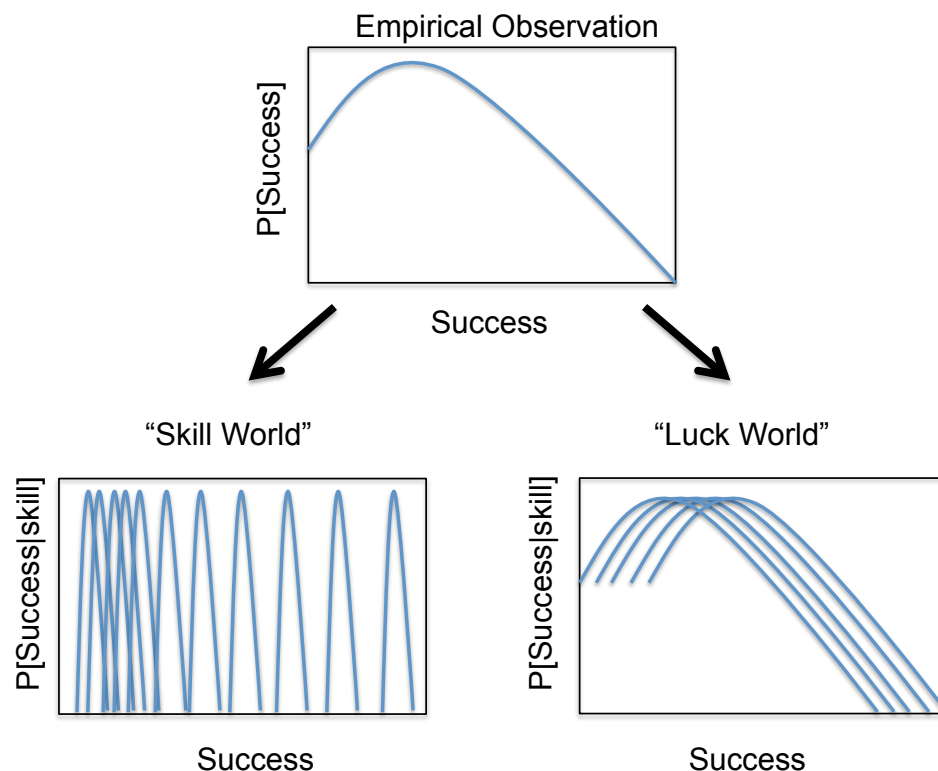 Empirical Observation
P[Success]
Success
“Skill World”
P[Success|skill]
Success
“Luck World”
P[Success|skill]
Success